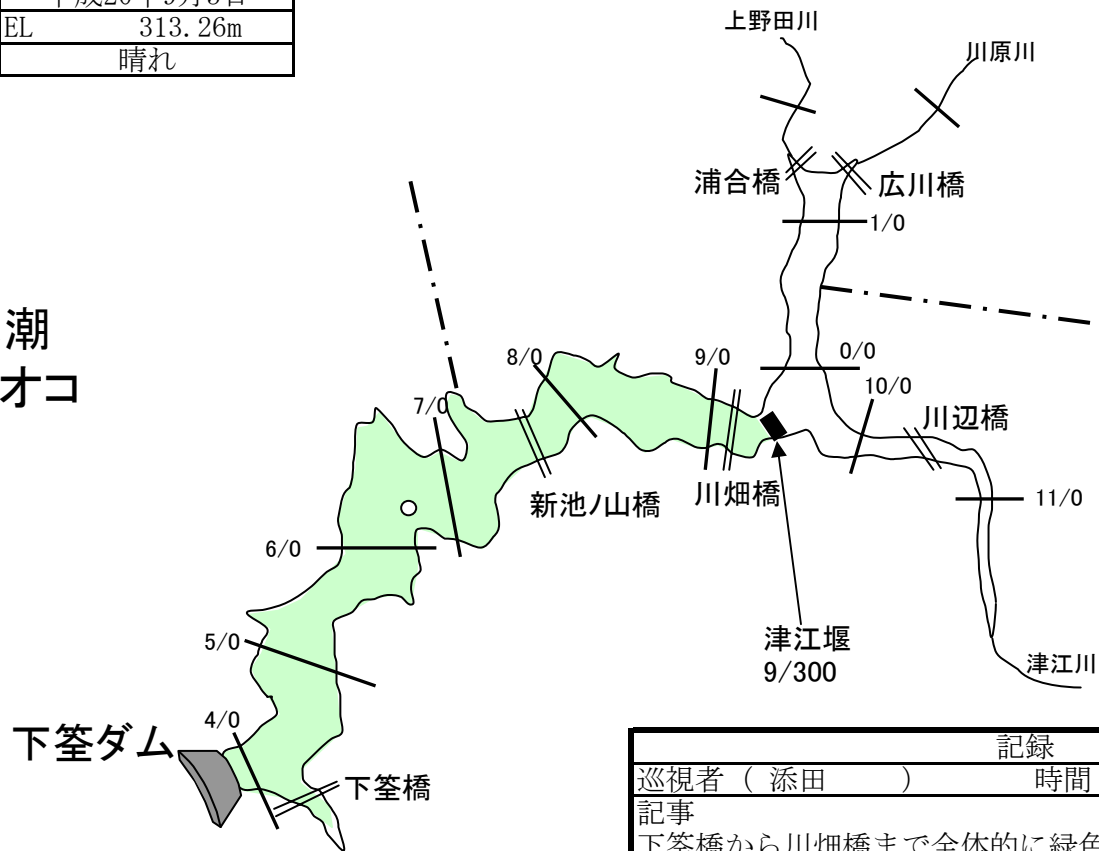 EL 313.26m
晴れ
上野田川
川原川
浦合橋
広川橋
1/0
潮
オコ
8/0
9/0
0/0
10/0
7/0
川辺橋
新池ノ山橋
川畑橋
11/0
6/0
津江堰
9/300
5/0
津江川
4/0
下筌ダム
下筌橋
記録
巡視者 ( 添田 ) 時間
記事
下筌橋から川畑橋まで全体的に緑色